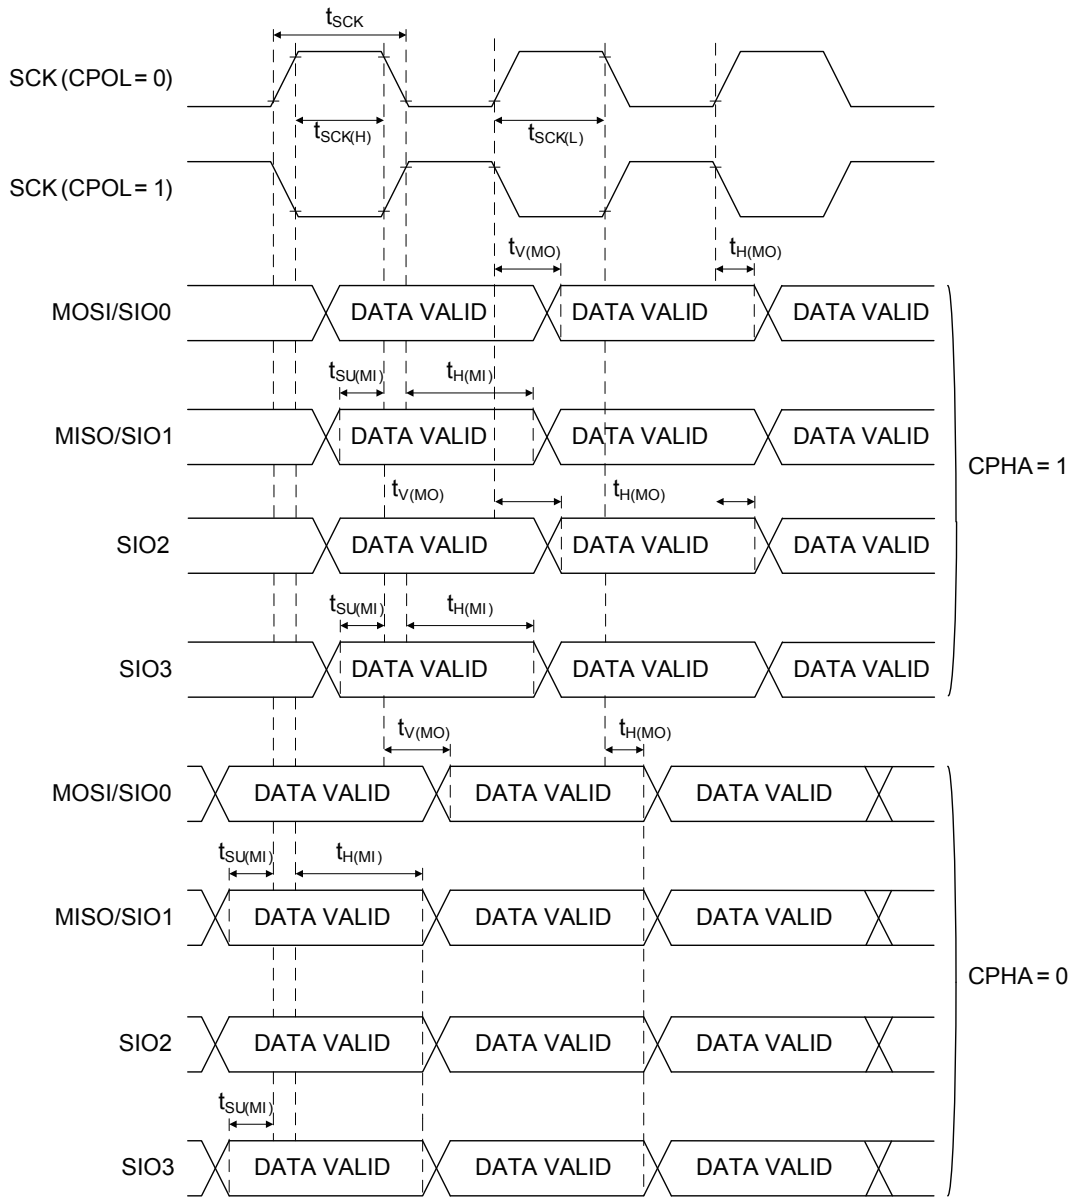 tSCK
SCK (CPOL = 0)
tSCK(H)
tSCK(L)
SCK (CPOL = 1)
tV(MO)
tH(MO)
MOSI/SIO0
DATA VALID
DATA VALID
DATA VALID
tSU(MI)
tH(MI)
MISO/SIO1
DATA VALID
DATA VALID
DATA VALID
CPHA = 1
tV(MO)
tH(MO)
SIO2
DATA VALID
DATA VALID
DATA VALID
tSU(MI)
tH(MI)
SIO3
DATA VALID
DATA VALID
DATA VALID
tV(MO)
tH(MO)
MOSI/SIO0
DATA VALID
DATA VALID
DATA VALID
tSU(MI)
tH(MI)
MISO/SIO1
DATA VALID
DATA VALID
DATA VALID
CPHA = 0
SIO2
DATA VALID
DATA VALID
DATA VALID
tSU(MI)
SIO3
DATA VALID
DATA VALID
DATA VALID